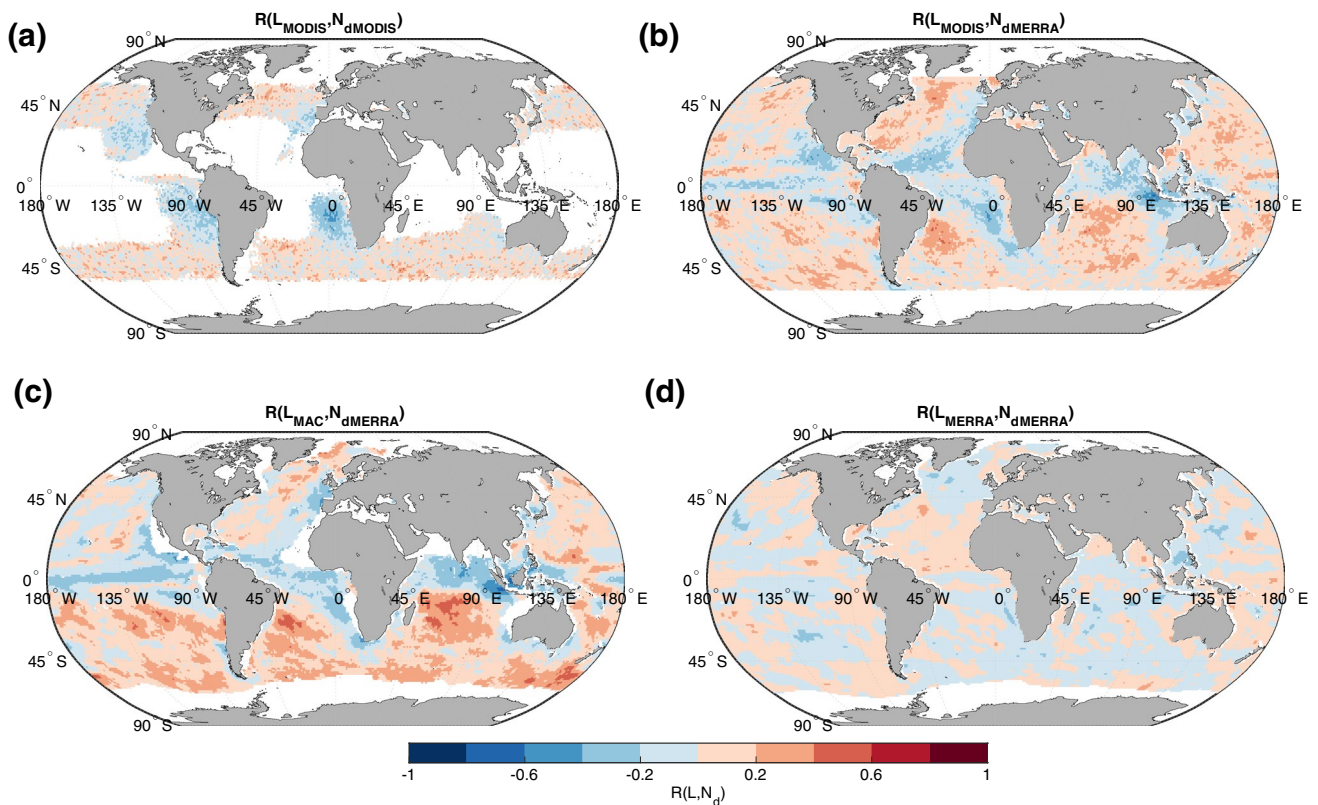 (a)
R(L_MODIS,N_dMODIS)
90° N
45° N
0°
180° W 135° W 90° W 45° W 0° 45° E 90° E 135° E 180° E
45° S
90° S
(b)
R(L_MODIS,N_dMERRA)
90° N
45° N
0°
180° W 135° W 90° W 45° W 0° 45° E 90° E 135° E 180° E
45° S
90° S
(c)
R(L_MAC,N_dMERRA)
90° N
45° N
0°
180° W 135° W 90° W 45° W 0° 45° E 90° E 135° E 180° E
45° S
90° S
(d)
R(L_MERRA,N_dMERRA)
90° N
45° N
0°
180° W 135° W 90° W 45° W 0° 45° E 90° E 135° E 180° E
45° S
90° S
-1 -0.6 -0.2 0.2 0.6 1
R(L,N_d)